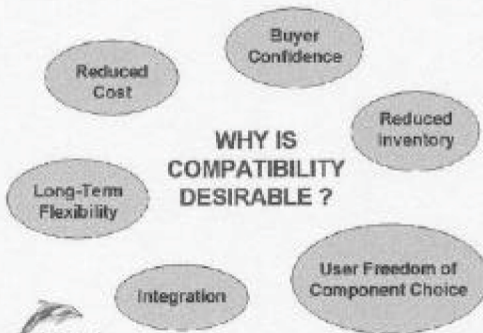 Buyer
Confidence
Reduced
Cost
Reduced
Inventory
WHY IS
COMPATIBILITY
DESIRABLE ?
Long-Term
Flexibility
User Freedom of
Component Choice
Integration